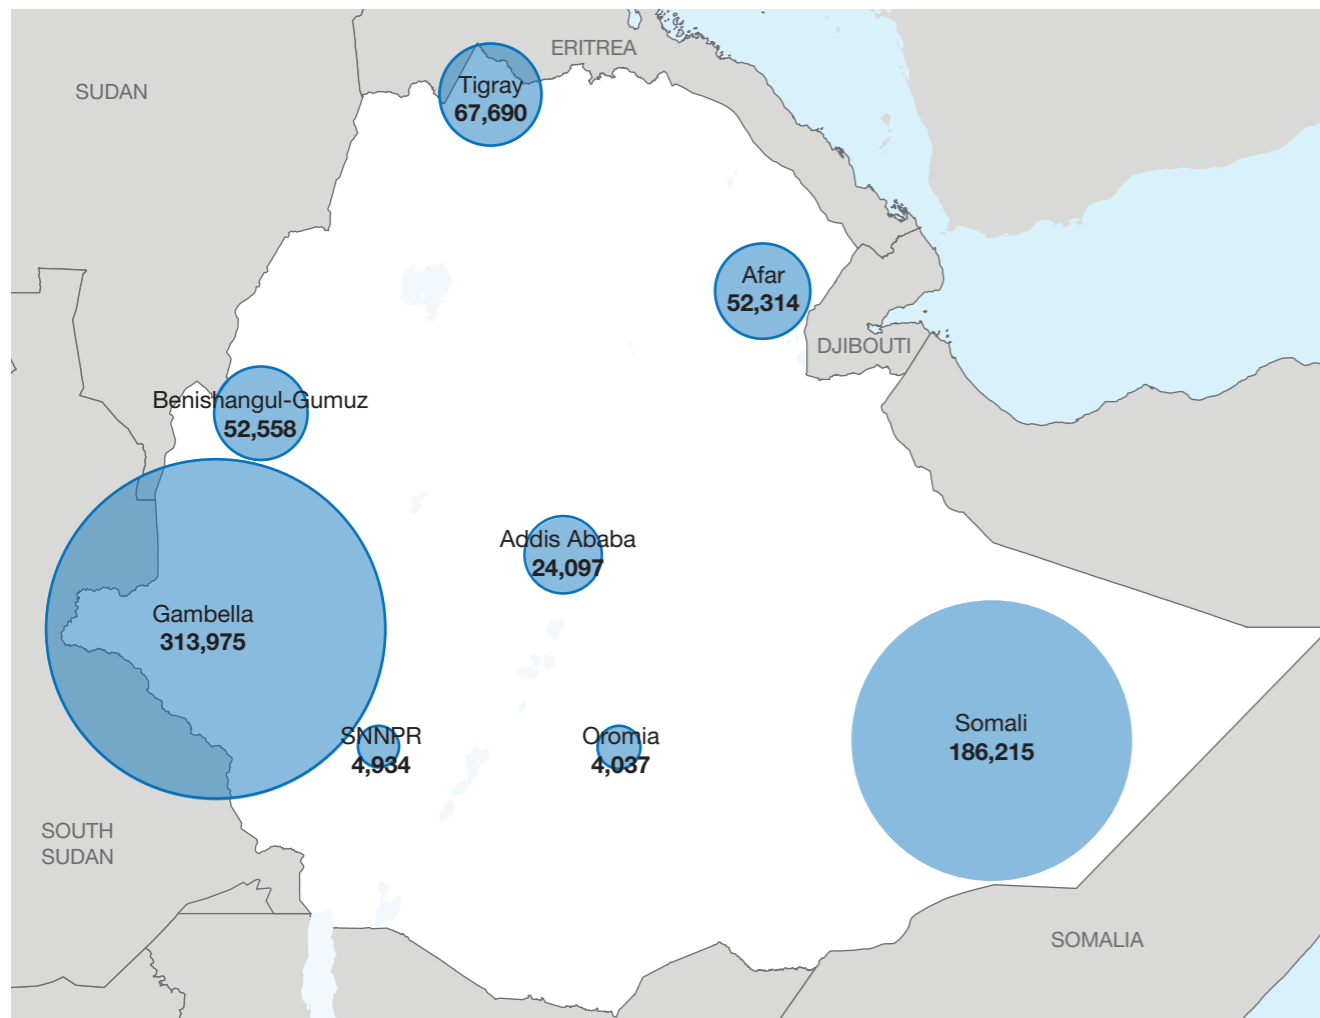 ERITREA
SUDAN
Tigray
67,690
Afar
52,314
DJIBOUTI
Benishangul-Gumuz
52,558
Addis Ababa
24,097
Gambella
313,975
SNNPR
4,934
Oromia
4,037
Somali
186,215
SOUTH
SUDAN
SOMALIA